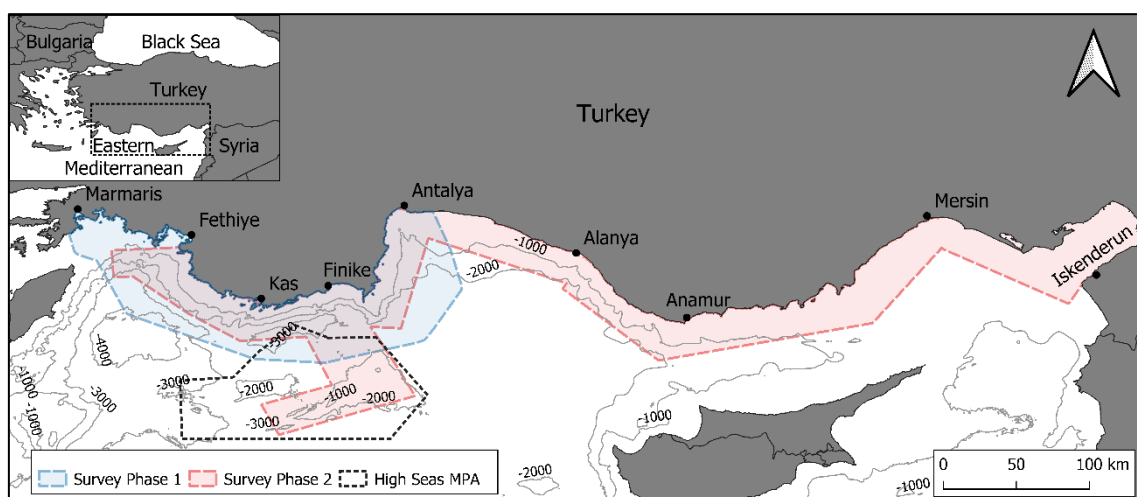 Bulgaria
Black Sea
Turkey
Eastern
Mediterranean
Syria
Turkey
Marmaris
Fethiye
Kas
Finike
Antalya
Alanya
Anamur
Mersin
Iskenderun
-1000
-2000
-3000
-4000
-3000
-1000
-1000
-3000
-2000
-1000
-2000
-3000
-1000
-2000
-1000
Survey Phase 1
Survey Phase 2
High Seas MPA
0 50 100 km